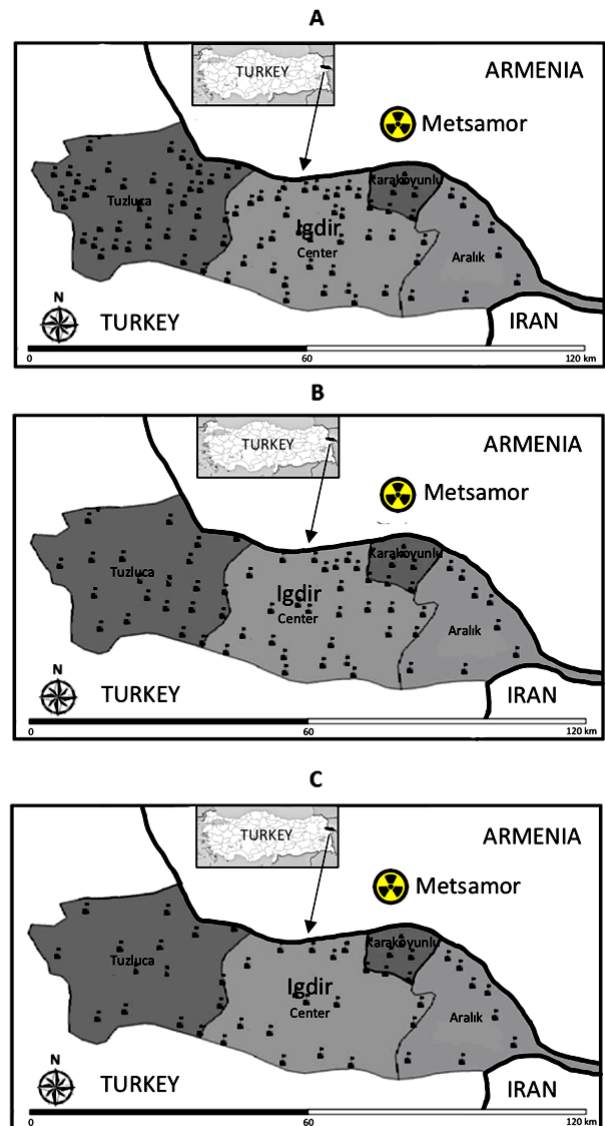 A
TURKEY
ARMENIA
Metsamor
Karakoyunlu
Tuzluca
Igdir
Center
Aralık
N
TURKEY
IRAN
0 60 120 km
B
TURKEY
ARMENIA
Metsamor
Karakoyunlu
Tuzluca
Igdir
Center
Aralık
N
TURKEY
IRAN
0 60 120 km
C
TURKEY
ARMENIA
Metsamor
Karakoyunlu
Tuzluca
Igdir
Center
Aralık
N
TURKEY
IRAN
0 60 120 km